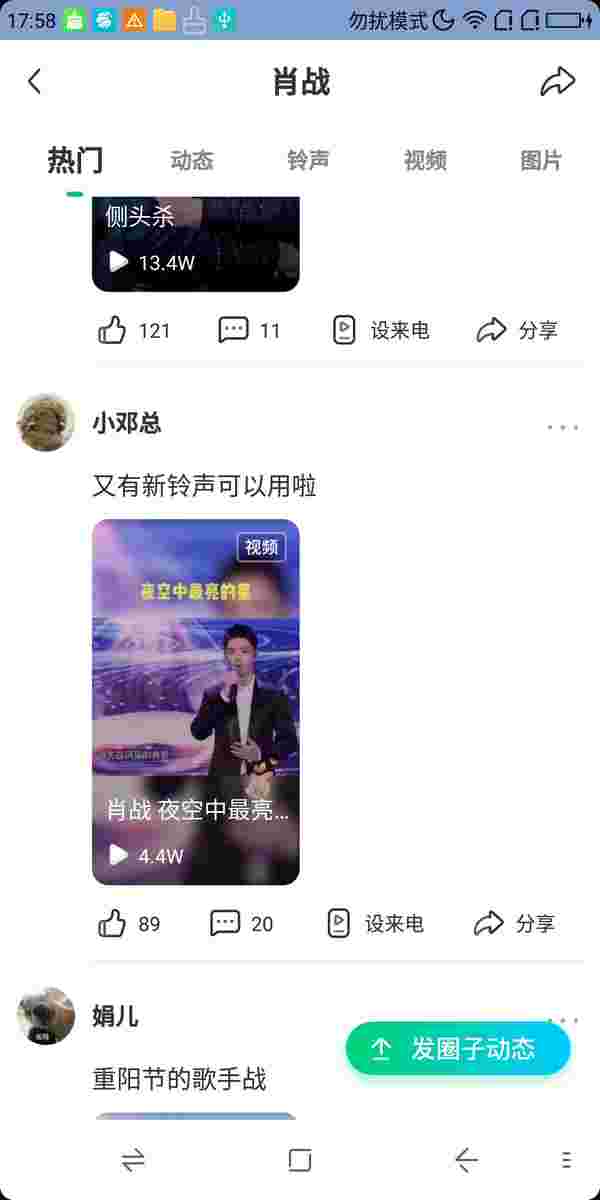 17:58
勿扰模式
肖战
热门 动态 铃声 视频 图片
侧头杀
13.4W
121 11 设来电 分享
小邓总
又有新铃声可以用啦
视频
夜空中最亮的星
肖战 夜空中最亮...
4.4W
89 20 设来电 分享
娟儿
发圈子动态
重阳节的歌手战